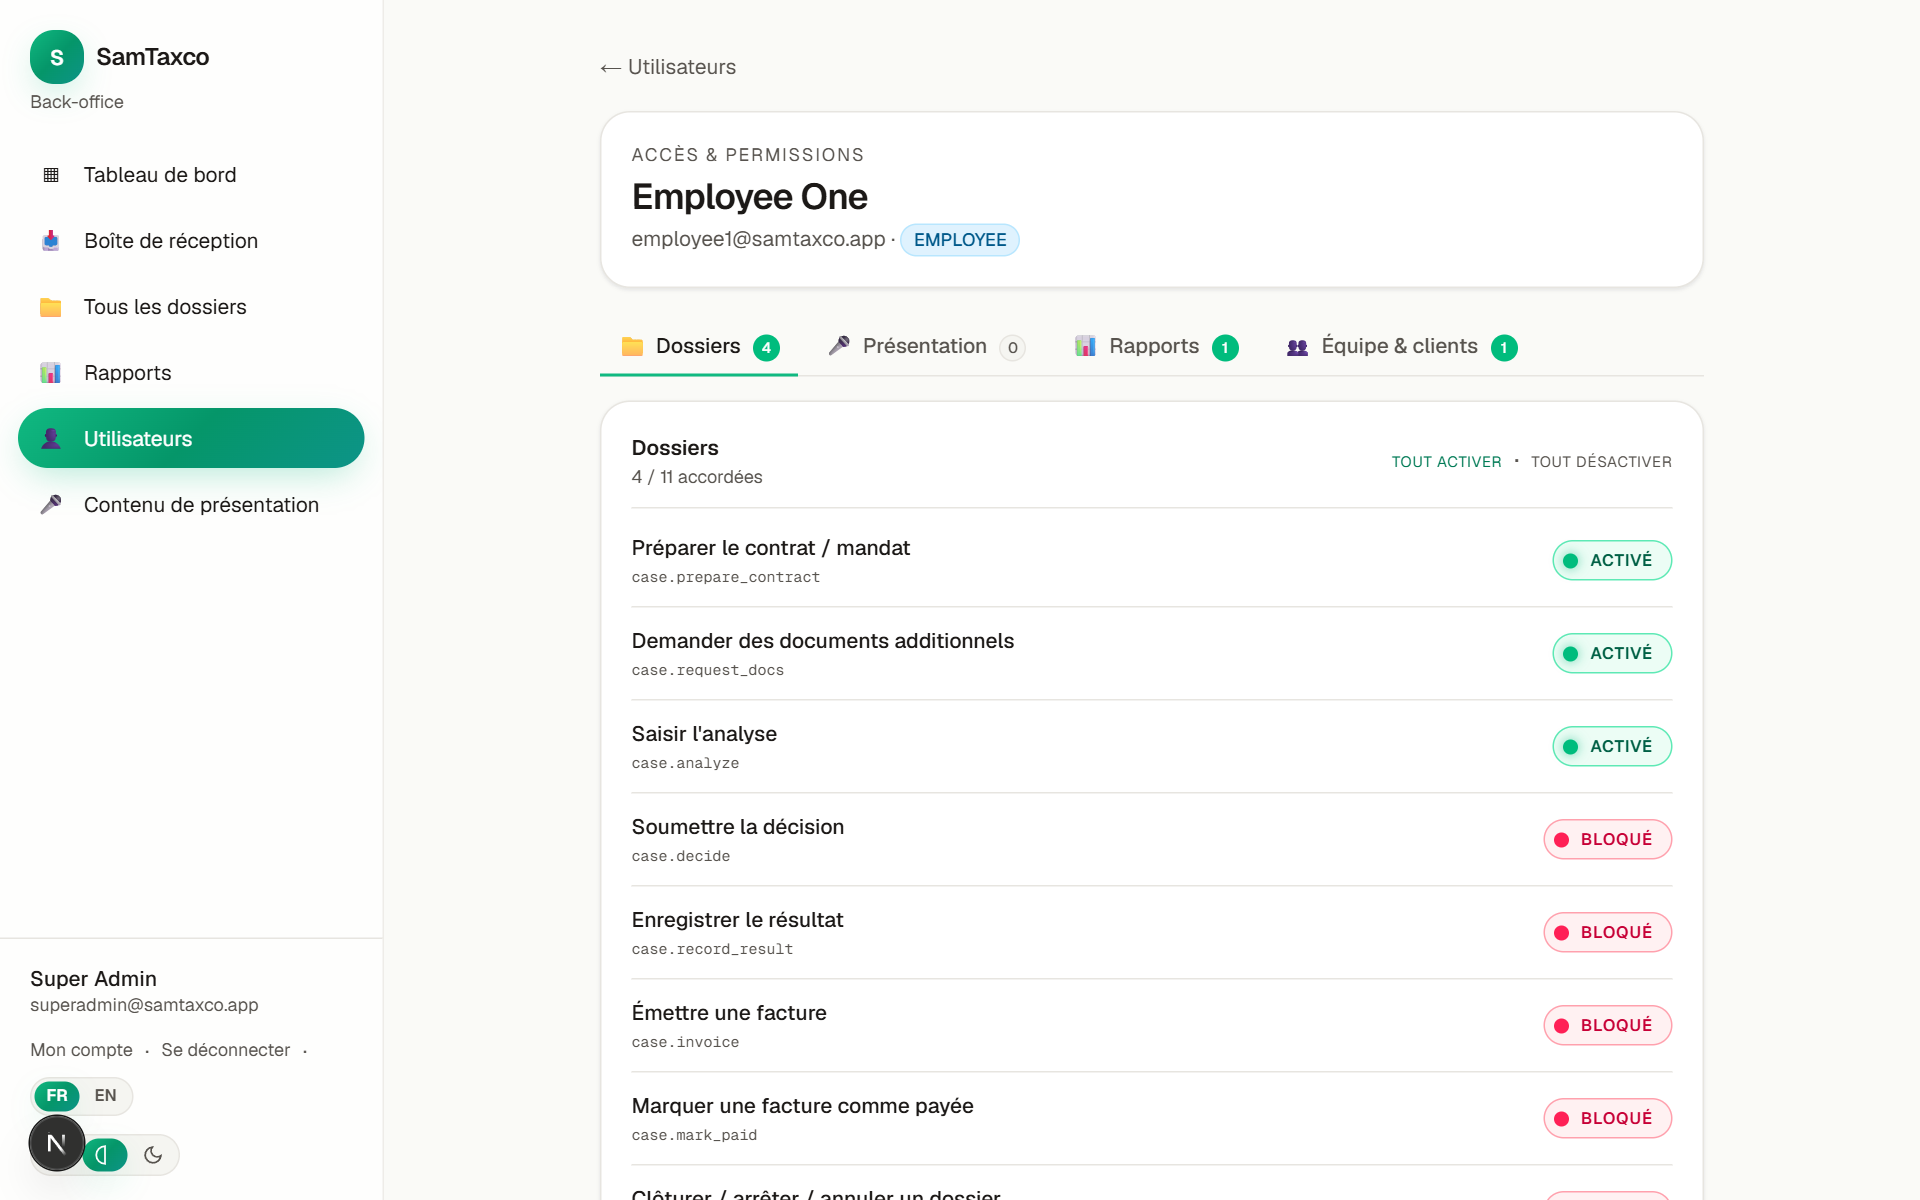 S SamTaxco
Back-office
Tableau de bord
Boîte de réception
Tous les dossiers
Rapports
Utilisateurs
Contenu de présentation
Super Admin
superadmin@samtaxco.app
Mon compte · Se déconnecter ·
FR EN
N
← Utilisateurs
ACCÈS & PERMISSIONS
Employee One
employee1@samtaxco.app · EMPLOYEE
Dossiers 4 Présentation 0 Rapports 1 Équipe & clients 1
Dossiers
4 / 11 accordées
TOUT ACTIVER · TOUT DÉSACTIVER
Préparer le contrat / mandat
case.prepare_contract
ACTIVÉ
Demander des documents additionnels
case.request_docs
ACTIVÉ
Saisir l'analyse
case.analyze
ACTIVÉ
Soumettre la décision
case.decide
BLOQUÉ
Enregistrer le résultat
case.record_result
BLOQUÉ
Émettre une facture
case.invoice
BLOQUÉ
Marquer une facture comme payée
case.mark_paid
BLOQUÉ
Clôturer / arrêter / annuler un dossier